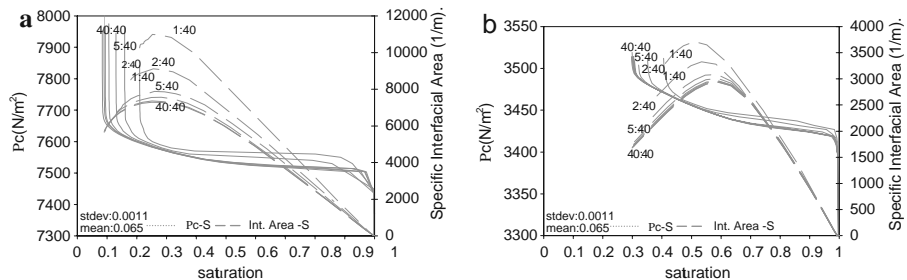 a
8000
7900
7800
7700
7600
7500
7400
7300
Pc(N/m²)
12000
10000
8000
6000
4000
2000
0
Specific Interfacial Area (1/m).
40:40
5:40
2:40
1:40
1:40
2:40
5:40
40:40
stdev:0.0011
mean:0.065
Pc-S
Int. Area -S
0 0.1 0.2 0.3 0.4 0.5 0.6 0.7 0.8 0.9 1
saturation
b
3550
3500
3450
3400
3350
3300
Pc(N/m²)
4000
3500
3000
2500
2000
1500
1000
500
0
Specific Interfacial Area (1/m).
40:40
5:40
2:40
1:40
1:40
2:40
5:40
40:40
stdev:0.0011
mean:0.065
Pc-S
Int. Area -S
0 0.1 0.2 0.3 0.4 0.5 0.6 0.7 0.8 0.9 1
saturation